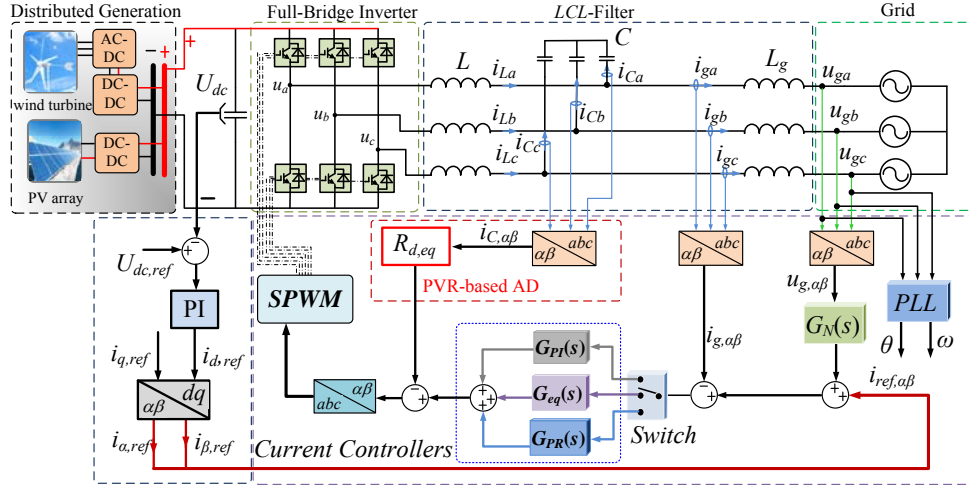 Distributed Generation
Full-Bridge Inverter
LCL-Filter
Grid
AC-DC
DC-DC
wind turbine
DC-DC
PV array
− +
+
U_dc
−
u_a
u_b
u_c
L
i_La
i_Lb
i_Lc
C
i_Ca
i_Cb
i_Cc
i_ga
i_gb
i_gc
L_g
u_ga
u_gb
u_gc
U_dc,ref
+
−
PI
i_q,ref
i_d,ref
dq
αβ
i_α,ref
i_β,ref
SPWM
R_d,eq
i_C,αβ
abc
αβ
PVR-based AD
abc
αβ
i_g,αβ
abc
αβ
u_g,αβ
G_N(s)
PLL
θ
ω
i_ref,αβ
αβ
abc
−
+
+
+
+
G_PI(s)
G_eq(s)
G_PR(s)
Switch
−
+
+
+
Current Controllers